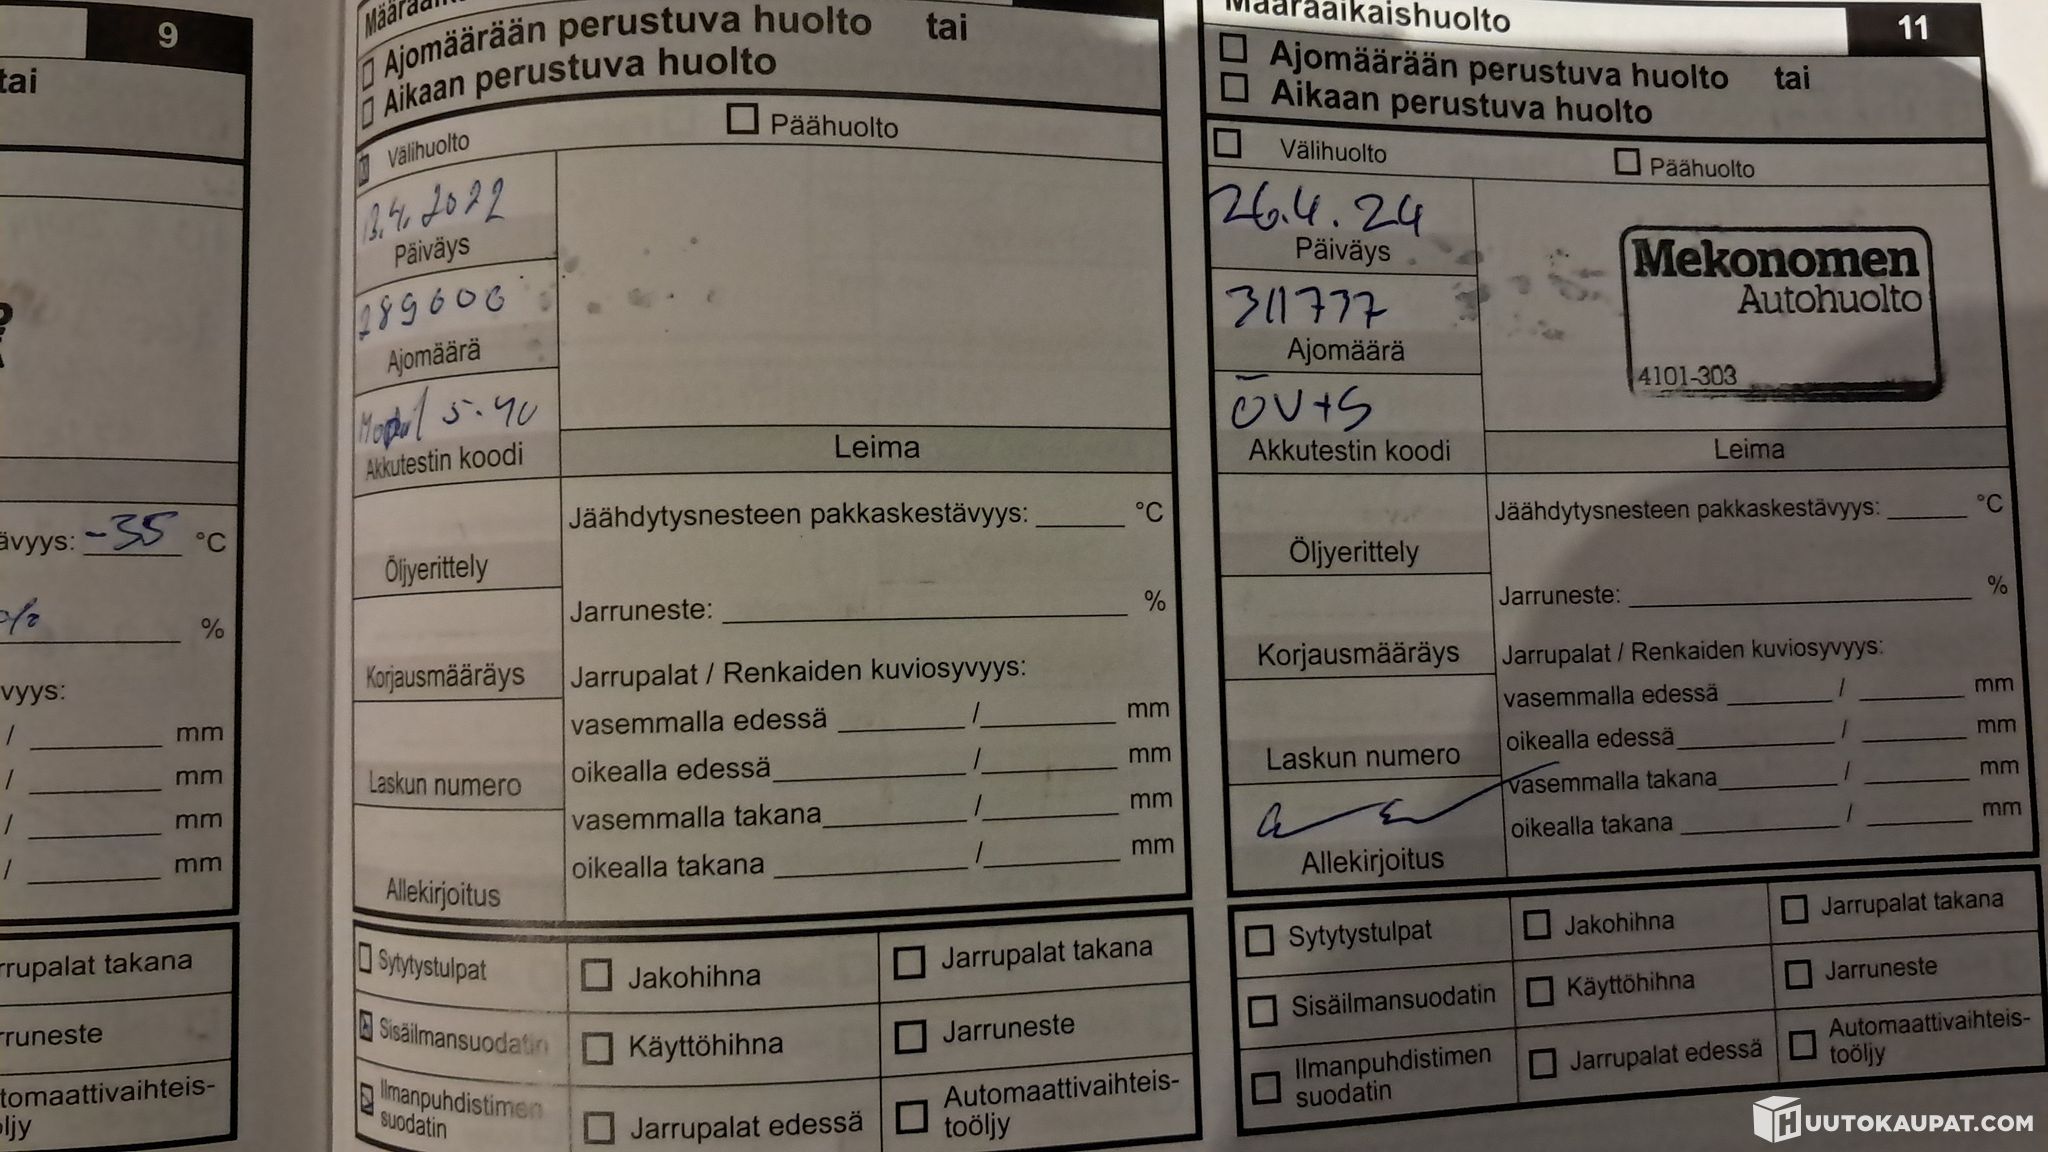 9
tai
ävyys: -35 °C
%
vyys:
/ mm
/ mm
/ mm
/ mm
rrupalat takana
rruneste
tomaattivaihteis-
öljy
Ajomäärään perustuva huolto tai
Aikaan perustuva huolto
Välihuolto
Päähuolto
13.4.2022
Päiväys
289600
Ajomäärä
5-40
Akkutestin koodi
Leima
Öljyerittely
Jäähdytysnesteen pakkaskestävyys: °C
Jarruneste: %
Korjausmääräys
Jarrupalat / Renkaiden kuviosyvyys:
vasemmalla edessä / mm
Laskun numero
oikealla edessä / mm
vasemmalla takana / mm
oikealla takana / mm
Allekirjoitus
Sytytystulpat
Jakohihna
Jarrupalat takana
Sisäilmansuodatin
Käyttöhihna
Jarruneste
Ilmanpuhdistimen
suodatin
Jarrupalat edessä
Automaattivaihteis-
toöljy
Määräaikaishuolto 11
Ajomäärään perustuva huolto tai
Aikaan perustuva huolto
Välihuolto
Päähuolto
26.4.24
Päiväys
Mekonomen
Autohuolto
4101-303
311737
Ajomäärä
ÖV+S
Akkutestin koodi
Leima
Öljyerittely
Jäähdytysnesteen pakkaskestävyys: °C
Jarruneste: %
Korjausmääräys
Jarrupalat / Renkaiden kuviosyvyys:
vasemmalla edessä / mm
oikealla edessä / mm
Laskun numero
vasemmalla takana / mm
oikealla takana / mm
Allekirjoitus
Sytytystulpat
Jakohihna
Jarrupalat takana
Sisäilmansuodatin
Käyttöhihna
Jarruneste
Ilmanpuhdistimen
suodatin
Jarrupalat edessä
Automaattivaihteis-
toöljy
HUUTOKAUPAT.COM